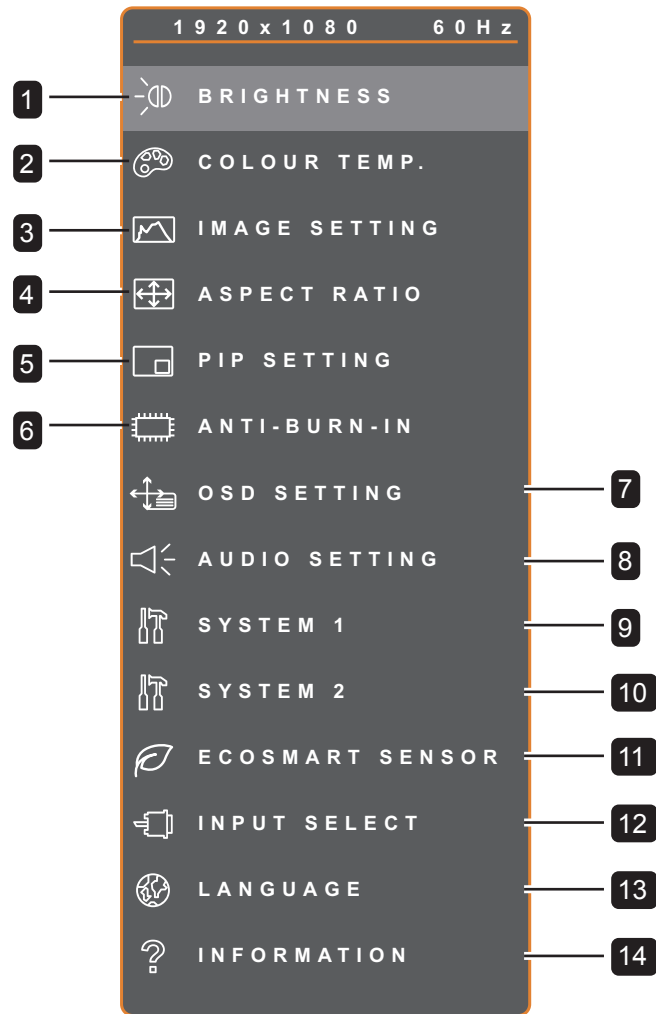 1920x1080 60Hz
1 BRIGHTNESS
2 COLOUR TEMP.
3 IMAGE SETTING
4 ASPECT RATIO
5 PIP SETTING
6 ANTI-BURN-IN
OSD SETTING 7
AUDIO SETTING 8
SYSTEM 1 9
SYSTEM 2 10
ECOSMART SENSOR 11
INPUT SELECT 12
LANGUAGE 13
INFORMATION 14